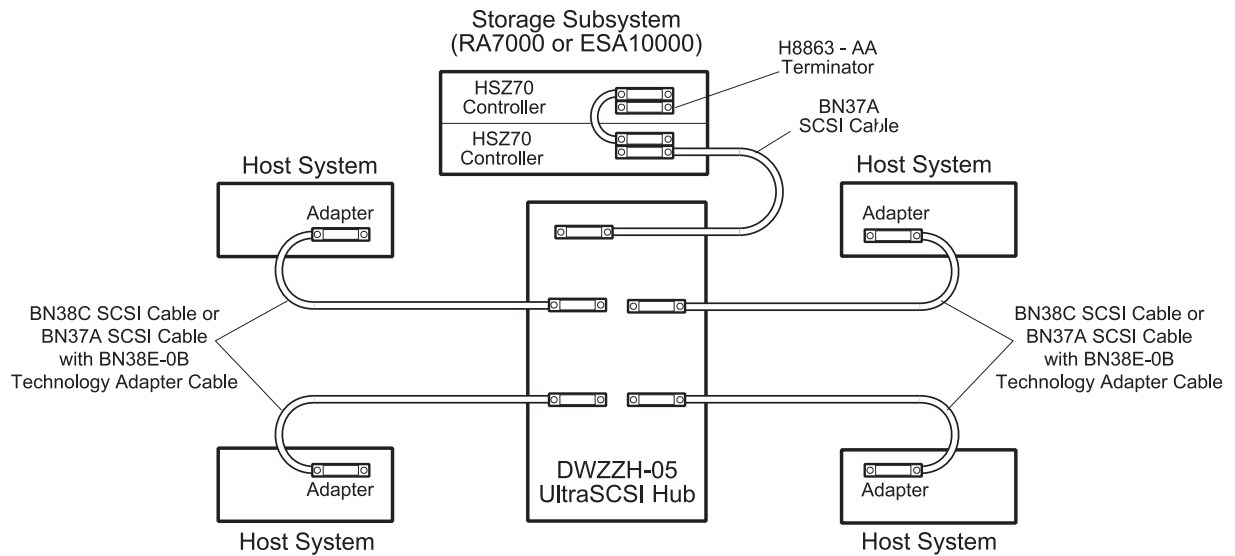 Storage Subsystem
(RA7000 or ESA10000)
H8863 - AA
Terminator
HSZ70
Controller
BN37A
SCSI Cable
HSZ70
Controller
Host System
Adapter
Host System
Adapter
BN38C SCSI Cable or
BN37A SCSI Cable
with BN38E-0B
Technology Adapter Cable
BN38C SCSI Cable or
BN37A SCSI Cable
with BN38E-0B
Technology Adapter Cable
DWZZH-05
UltraSCSI Hub
Adapter
Host System
Adapter
Host System